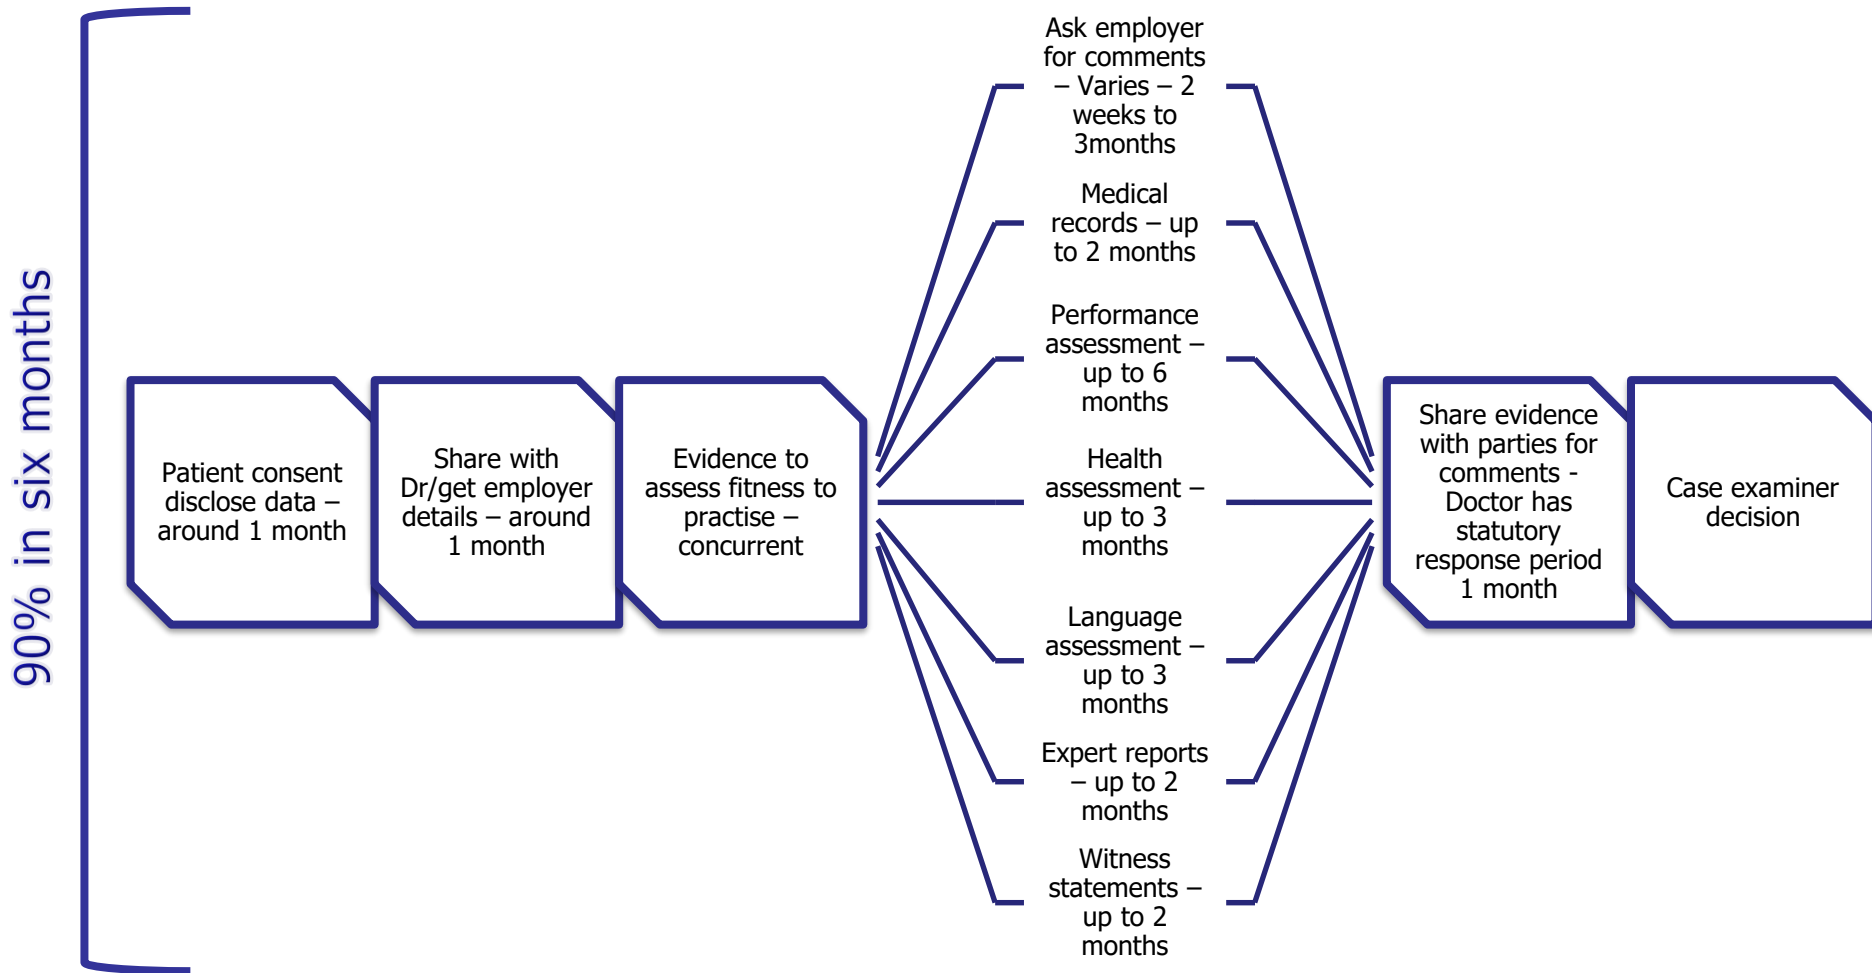 90% in six months
Patient consent
disclose data –
around 1 month
Share with
Dr/get employer
details – around
1 month
Evidence to
assess fitness to
practise –
concurrent
Ask employer
for comments
– Varies – 2
weeks to
3months
Medical
records – up
to 2 months
Performance
assessment –
up to 6
months
Health
assessment –
up to 3
months
Language
assessment –
up to 3
months
Expert reports
– up to 2
months
Witness
statements –
up to 2
months
Share evidence
with parties for
comments -
Doctor has
statutory
response period
1 month
Case examiner
decision